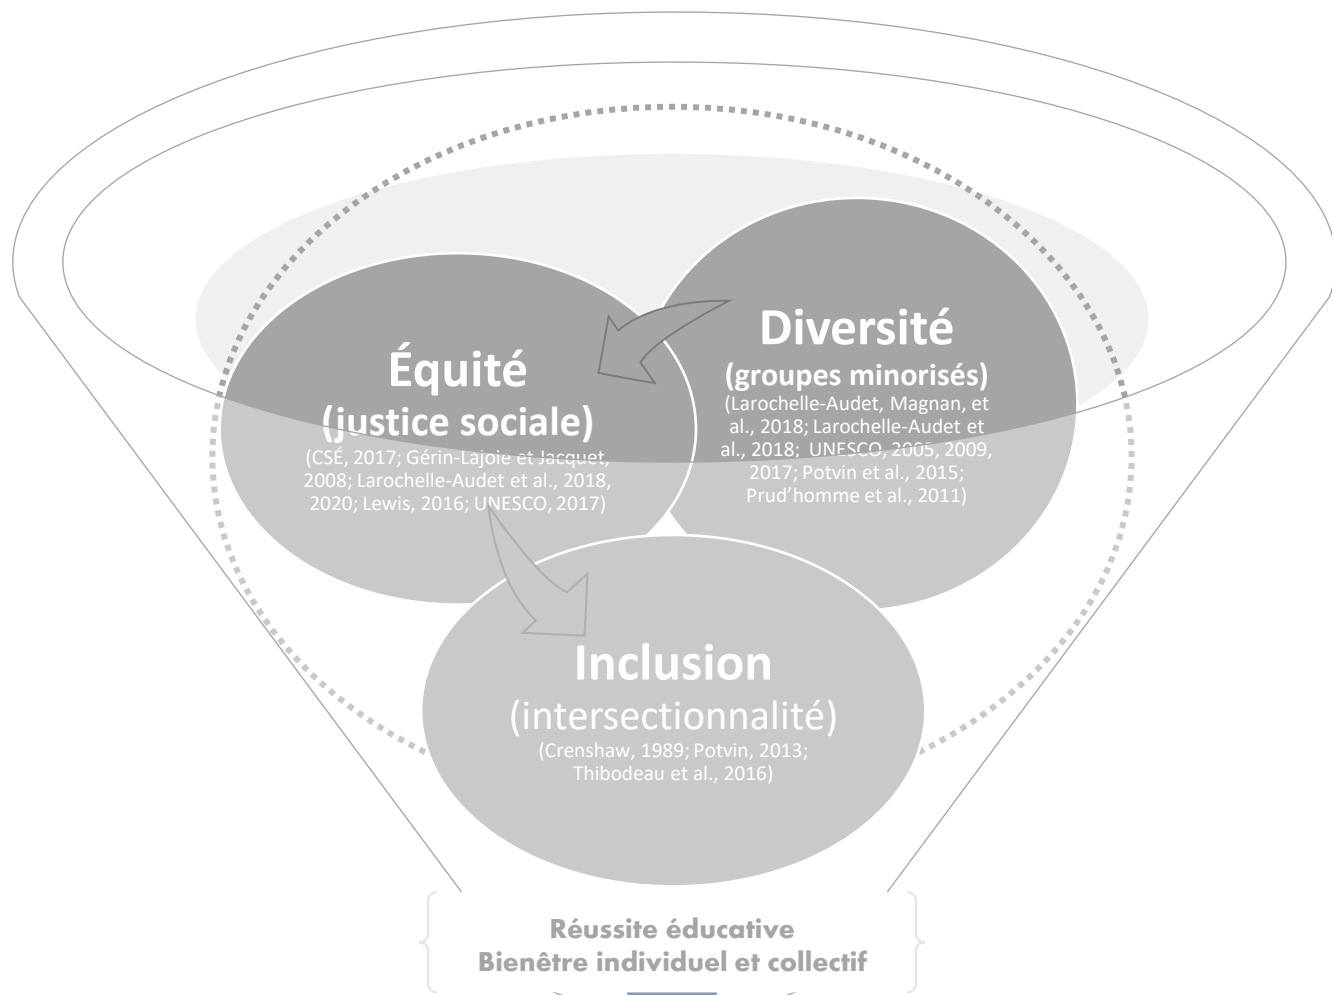 Équité
(justice sociale)
(CSÉ, 2017; Gérin-Lajoie et Jacquet,
2008; Larochelle-Audet et al., 2018,
2020; Lewis, 2016; UNESCO, 2017)
Diversité
(groupes minorisés)
(Larochelle-Audet, Magnan, et
al., 2018; Larochelle-Audet et
al., 2018; UNESCO, 2005, 2009,
2017; Potvin et al., 2015;
Prud'homme et al., 2011)
Inclusion
(intersectionnalité)
(Crenshaw, 1989; Potvin, 2013;
Thibodeau et al., 2016)
Réussite éducative
Bienêtre individuel et collectif